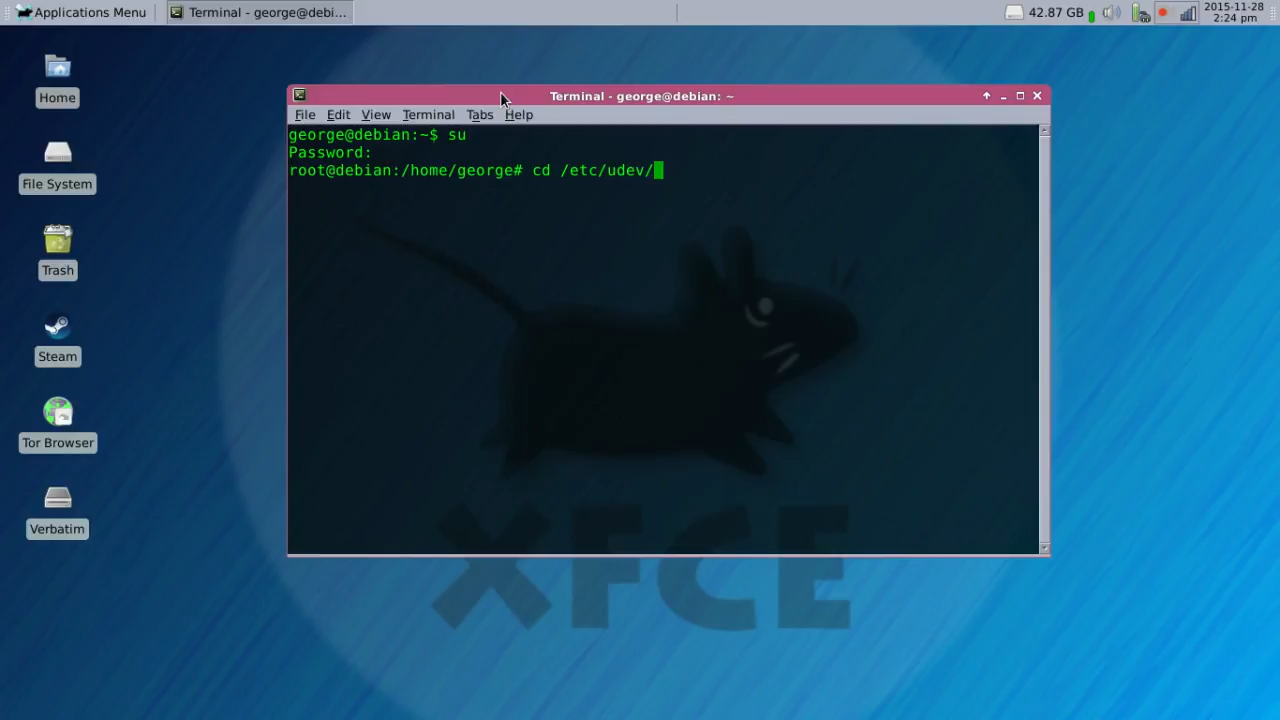 Applications Menu
Terminal - george@debi...
42.87 GB
2015-11-28
2:24 pm
Home
File System
Trash
Steam
Tor Browser
Verbatim
Terminal - george@debian: ~
File Edit View Terminal Tabs Help
george@debian:~$ su
Password:
root@debian:/home/george# cd /etc/udev/
XFCE